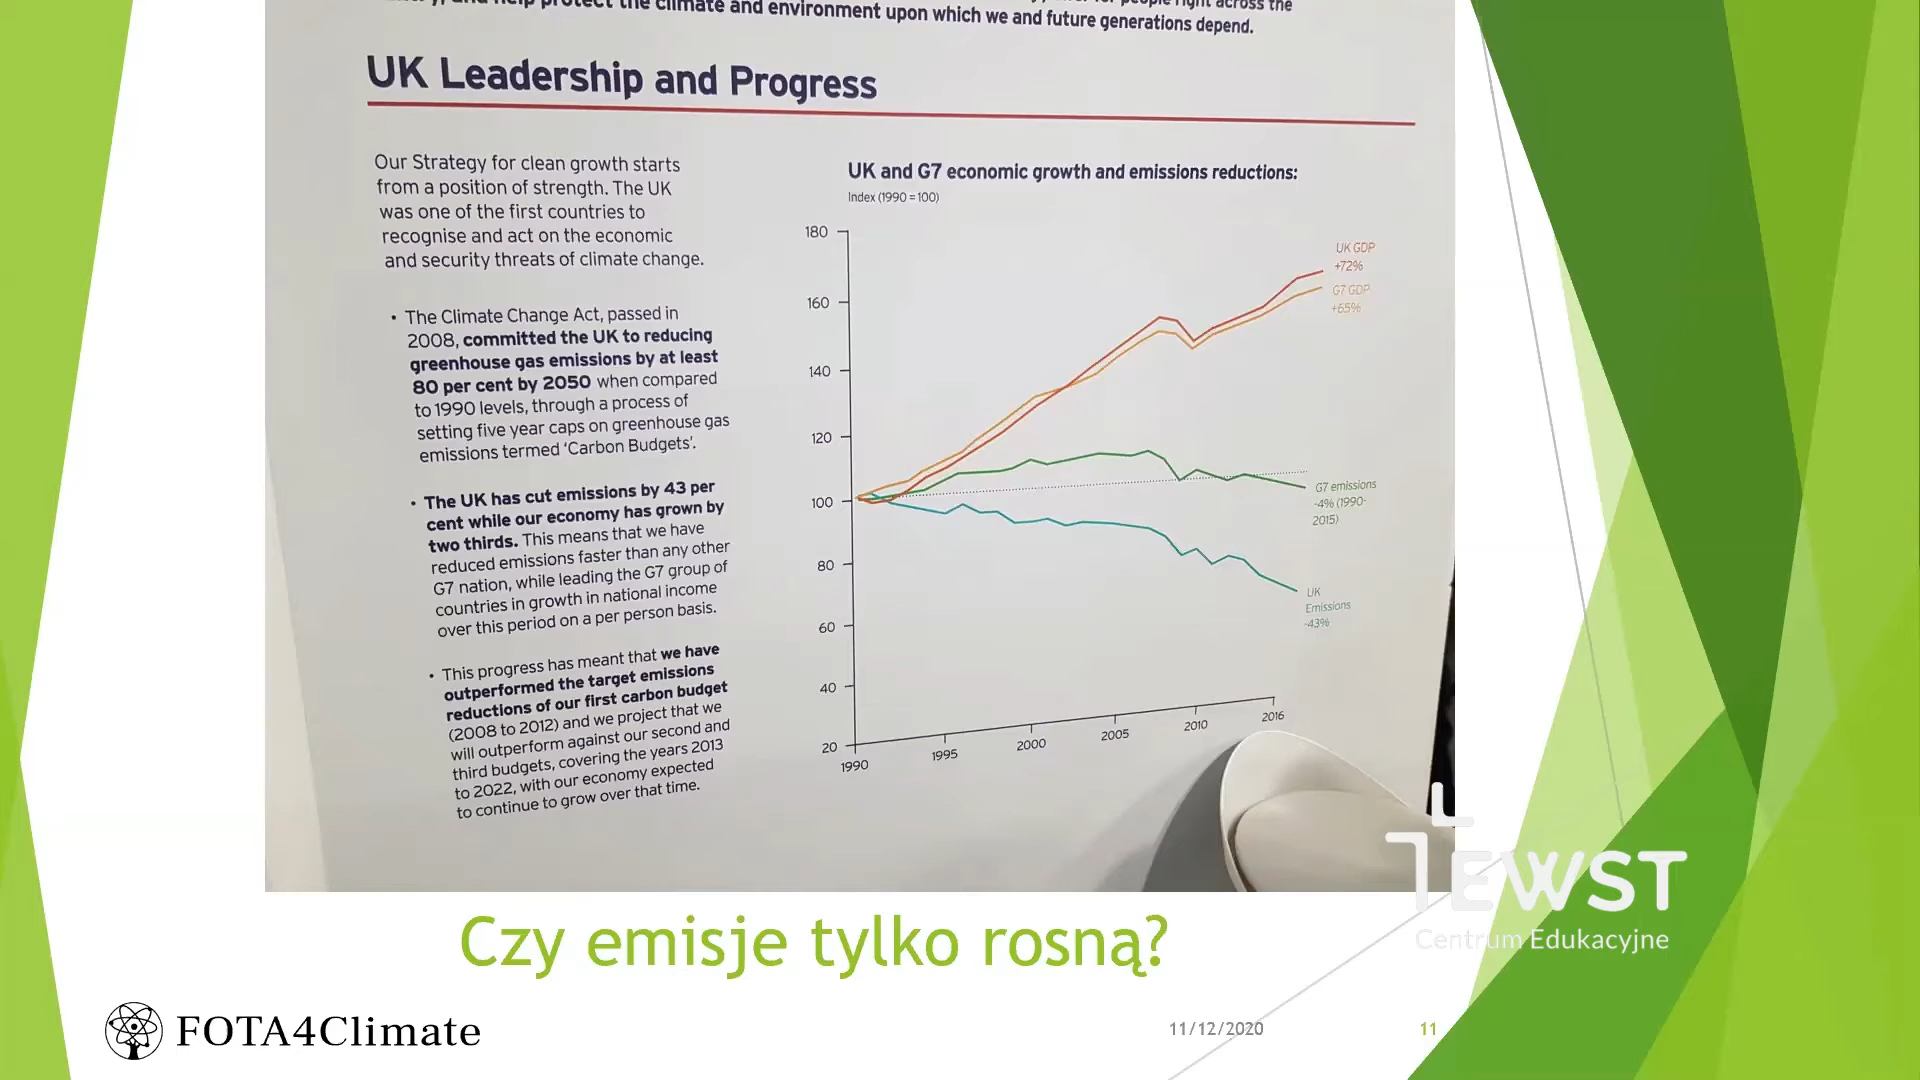 the climate and environment upon which we and future generations depend.
UK Leadership and Progress
Our Strategy for clean growth starts
from a position of strength. The UK
was one of the first countries to
recognise and act on the economic
and security threats of climate change.
• The Climate Change Act, passed in
2008, committed the UK to reducing
greenhouse gas emissions by at least
80 per cent by 2050 when compared
to 1990 levels, through a process of
setting five year caps on greenhouse gas
emissions termed ‘Carbon Budgets’.
• The UK has cut emissions by 43 per
cent while our economy has grown by
two thirds. This means that we have
reduced emissions faster than any other
G7 nation, while leading the G7 group of
countries in growth in national income
over this period on a per person basis.
• This progress has meant that we have
outperformed the target emissions
reductions of our first carbon budget
(2008 to 2012) and we project that we
will outperform against our second and
third budgets, covering the years 2013
to 2022, with our economy expected
to continue to grow over that time.
UK and G7 economic growth and emissions reductions:
Index (1990 = 100)
180
160
140
120
100
80
60
40
20
1990
1995
2000
2005
2010
2016
UK GDP
+72%
G7 GDP
+65%
G7 emissions
-4% (1990-
2015)
UK
Emissions
-43%
Czy emisje tylko rosną?
TEWST
Centrum Edukacyjne
FOTA4Climate
11/12/2020
11